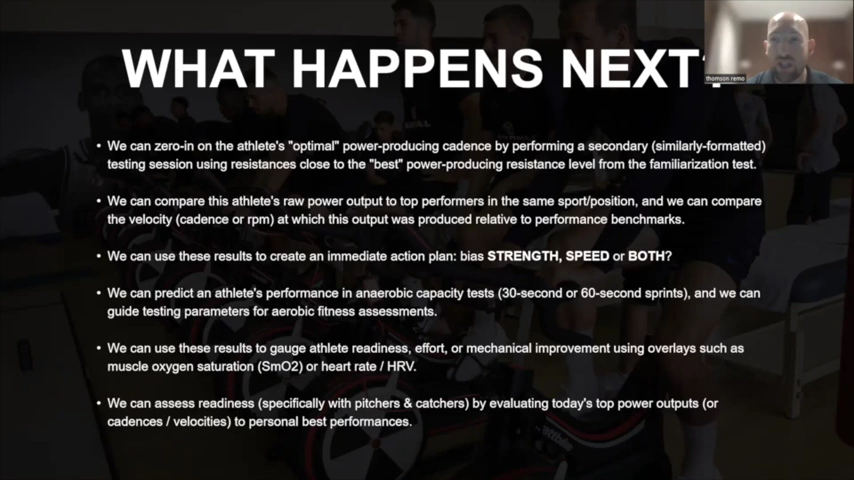 WHAT HAPPENS NEXT?
thomson remo
• We can zero-in on the athlete's "optimal" power-producing cadence by performing a secondary (similarly-formatted)
testing session using resistances close to the "best" power-producing resistance level from the familiarization test.
• We can compare this athlete's raw power output to top performers in the same sport/position, and we can compare
the velocity (cadence or rpm) at which this output was produced relative to performance benchmarks.
• We can use these results to create an immediate action plan: bias STRENGTH, SPEED or BOTH?
• We can predict an athlete's performance in anaerobic capacity tests (30-second or 60-second sprints), and we can
guide testing parameters for aerobic fitness assessments.
• We can use these results to gauge athlete readiness, effort, or mechanical improvement using overlays such as
muscle oxygen saturation (SmO2) or heart rate / HRV.
• We can assess readiness (specifically with pitchers & catchers) by evaluating today's top power outputs (or
cadences / velocities) to personal best performances.